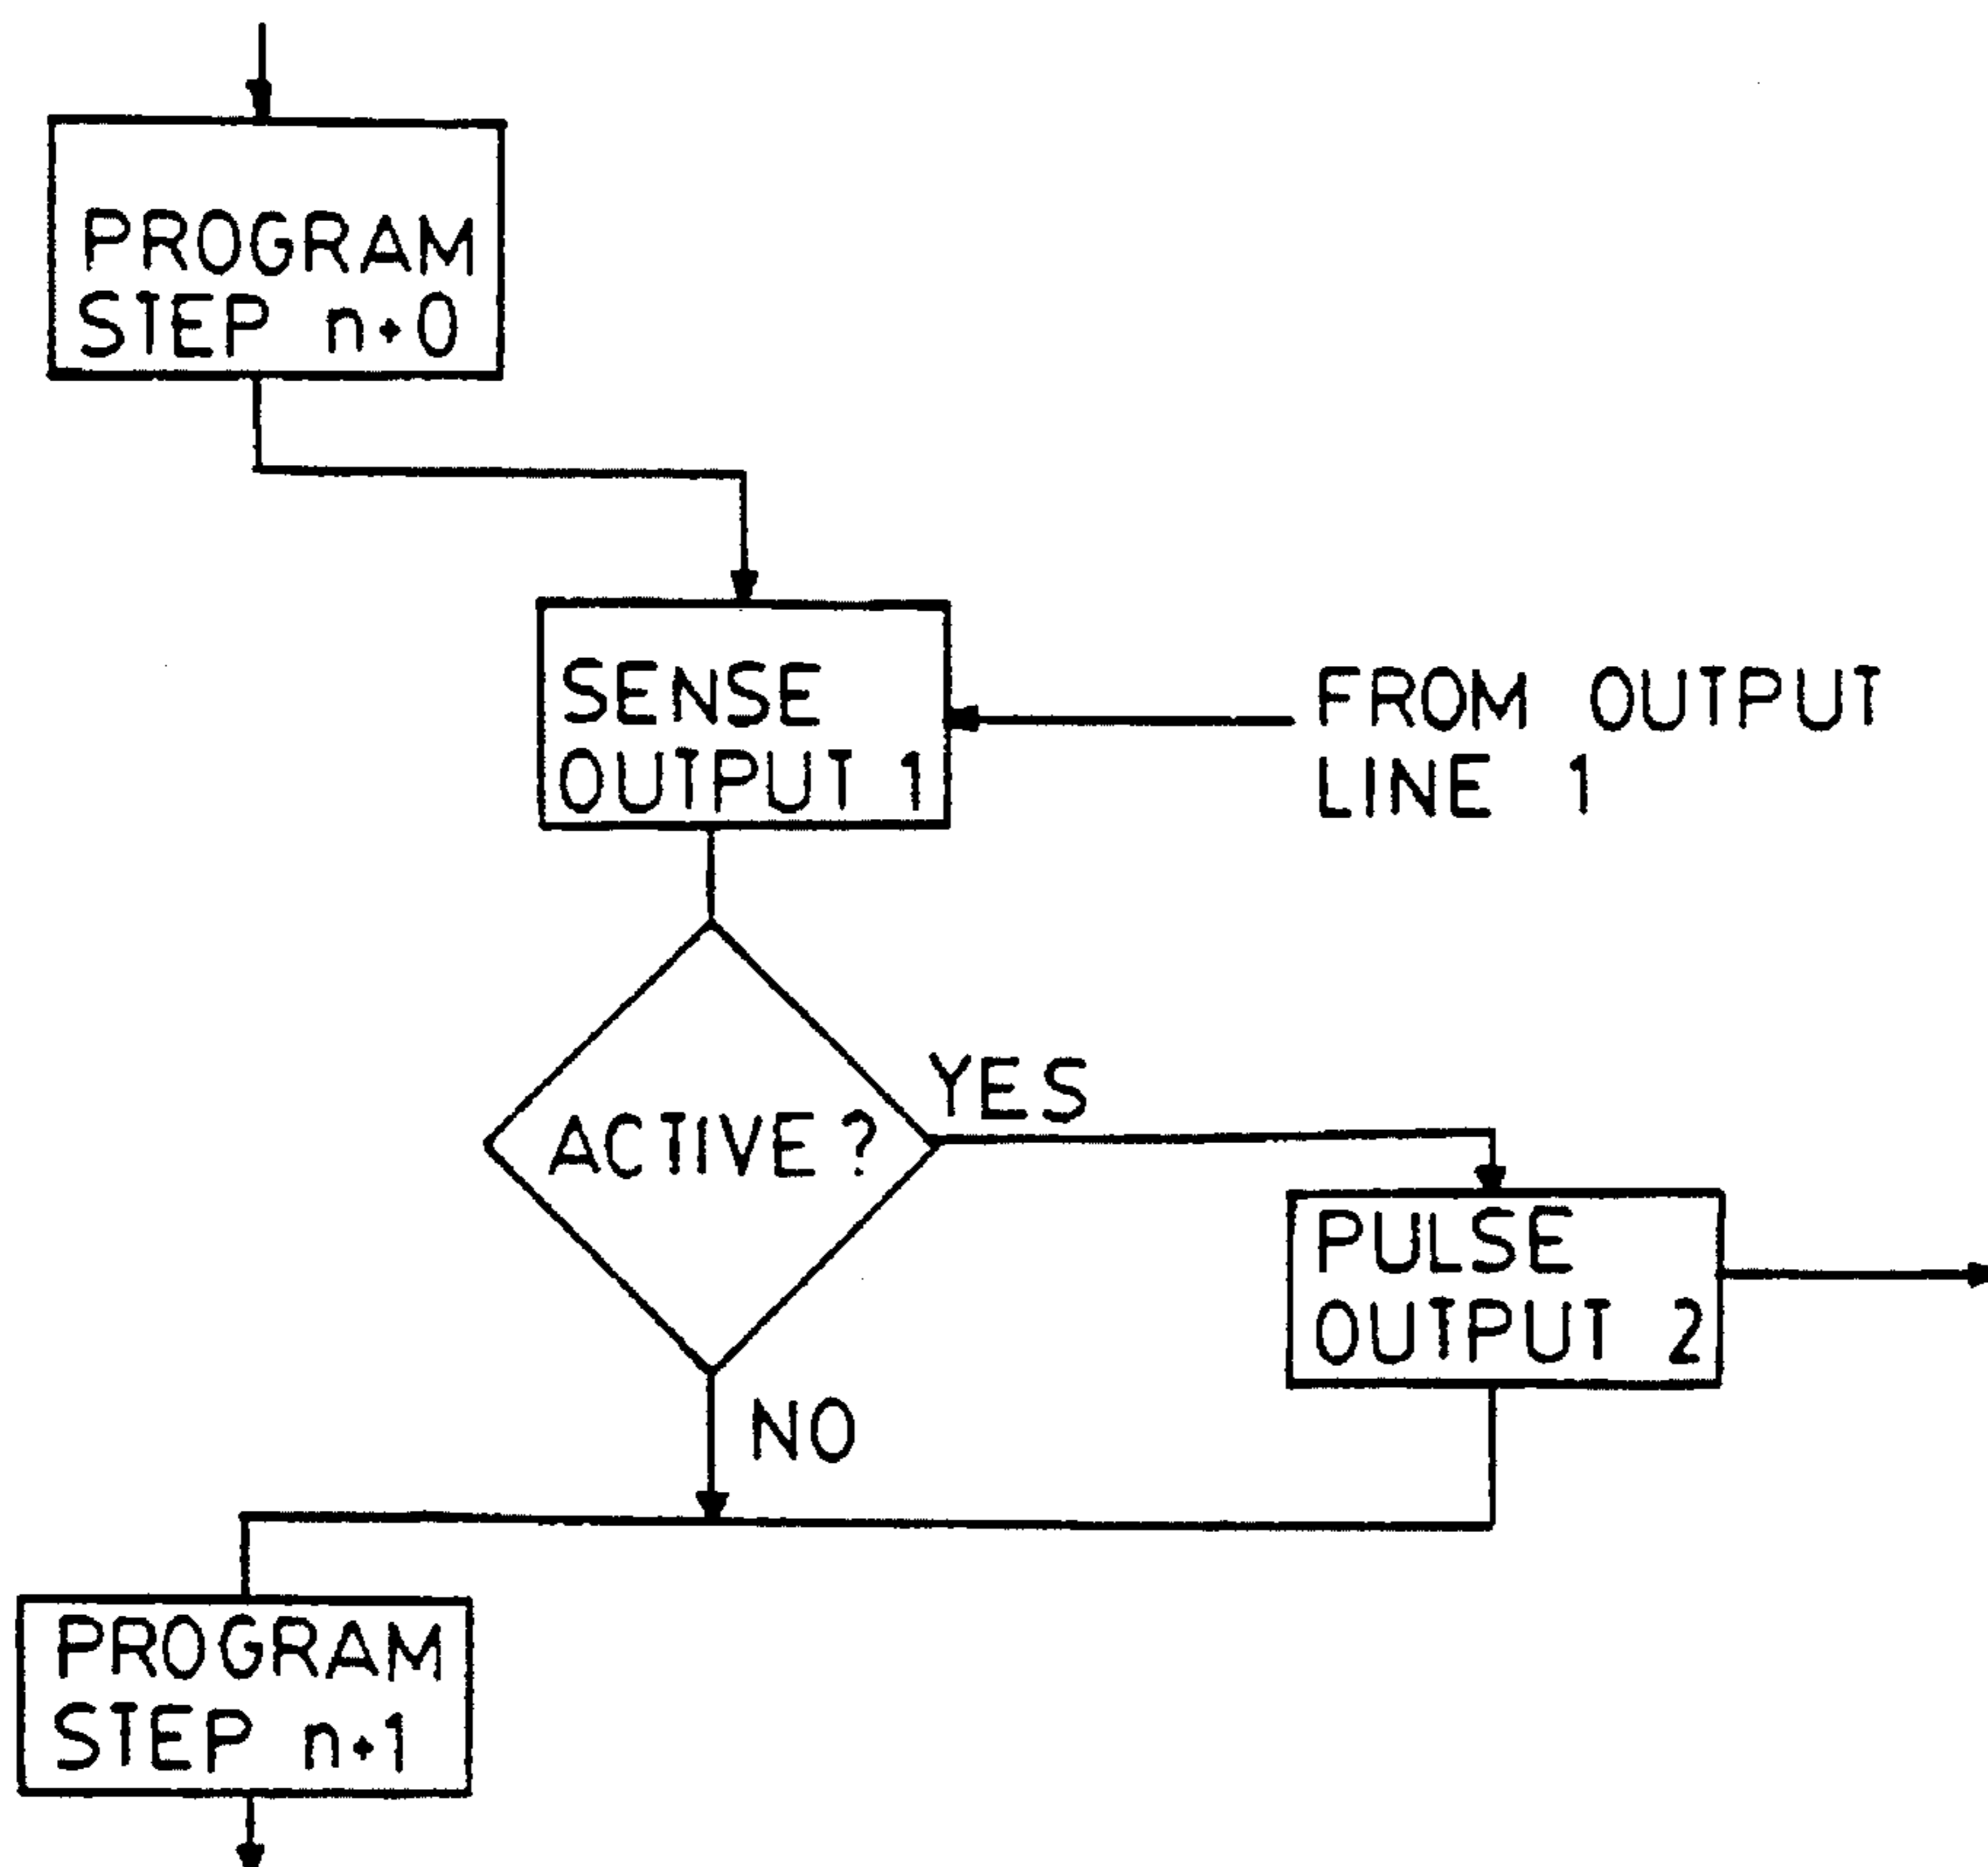 PROGRAM
STEP n+0
SENSE
OUTPUT 1
FROM OUTPUT
LINE 1
ACTIVE?
YES
PULSE
OUTPUT 2
NO
PROGRAM
STEP n+1